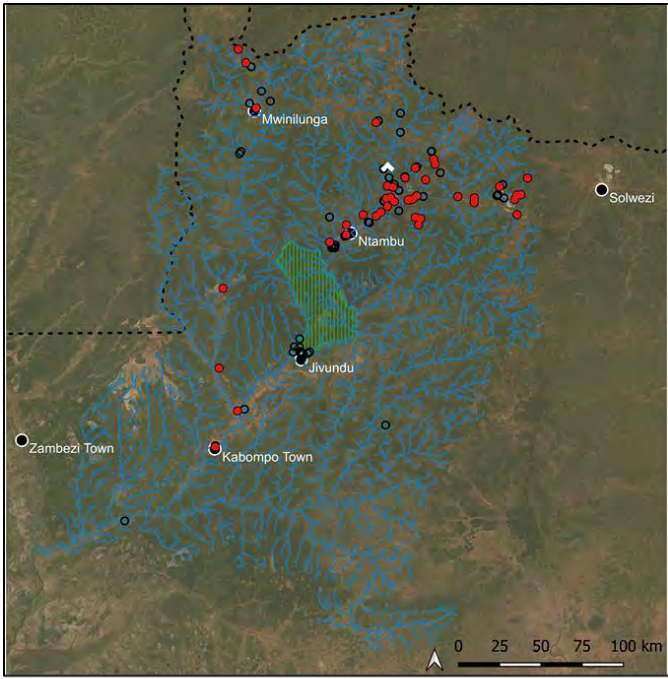 Mwinilunga
Solwezi
Ntambu
Jivundu
Zambezi Town
Kabompo Town
0 25 50 75 100 km